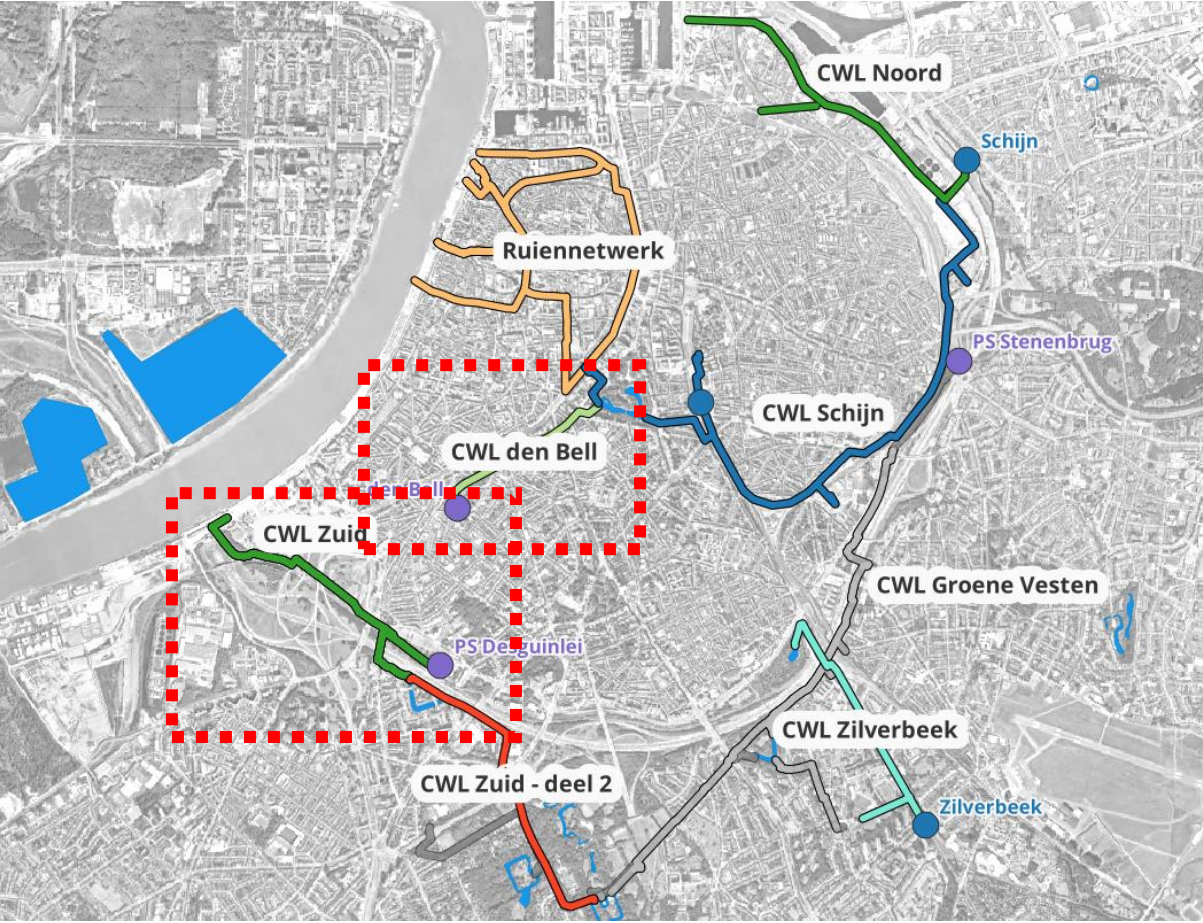 CWL Noord
Schijn
Ruiennetwerk
PS Stenenbrug
CWL Schijn
CWL den Bell
den Bell
CWL Zuid
CWL Groene Vesten
PS Desguinlei
CWL Zilverbeek
CWL Zuid - deel 2
Zilverbeek